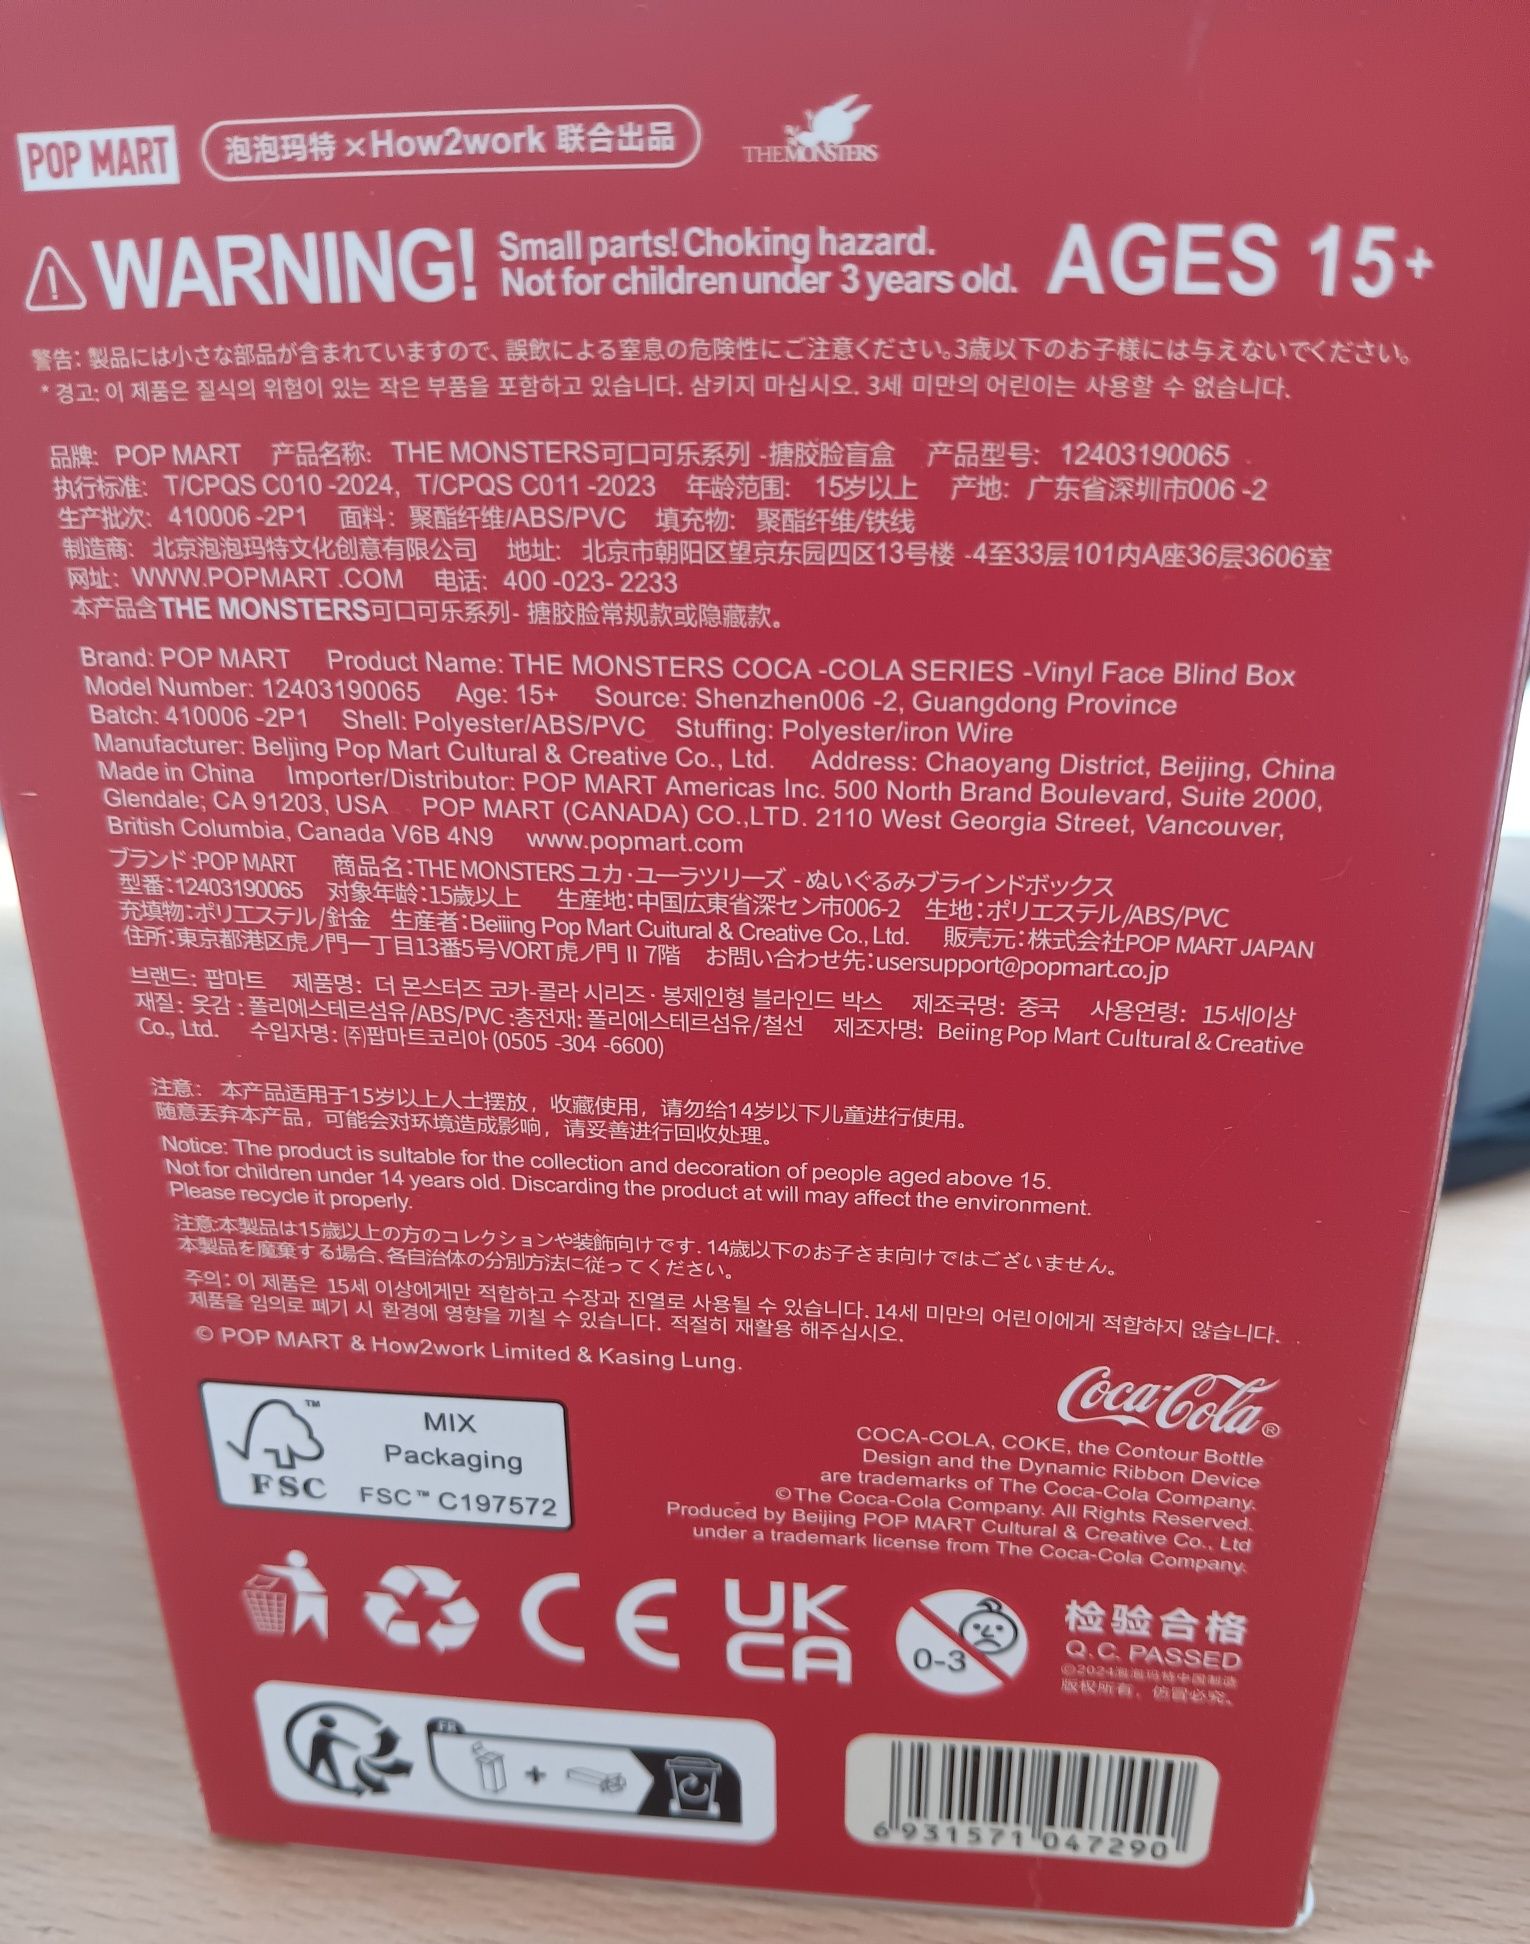 POP MART 泡泡玛特×How2work 联合出品 THE MONSTERS
WARNING! Small parts! Choking hazard.
Not for children under 3 years old. AGES 15+
警告: 製品には小さな部品が含まれていますので、誤飲による窒息の危険性にご注意ください。3歳以下のお子様には与えないでください。
* 경고: 이 제품은 질식의 위험이 있는 작은 부품을 포함하고 있습니다. 삼키지 마십시오. 3세 미만의 어린이는 사용할 수 없습니다.
品牌: POP MART 产品名称: THE MONSTERS可口可乐系列 -搪胶脸盲盒 产品型号: 12403190065
执行标准: T/CPQS C010 -2024, T/CPQS C011 -2023 年龄范围: 15岁以上 产地: 广东省深圳市006 -2
生产批次: 410006 -2P1 面料: 聚酯纤维/ABS/PVC 填充物: 聚酯纤维/铁线
制造商: 北京泡泡玛特文化创意有限公司 地址: 北京市朝阳区望京东园四区13号楼 -4至33层101内A座36层3606室
网址: WWW.POPMART .COM 电话: 400 -023- 2233
本产品含THE MONSTERS可口可乐系列- 搪胶脸常规款或隐藏款。
Brand: POP MART Product Name: THE MONSTERS COCA -COLA SERIES -Vinyl Face Blind Box
Model Number: 12403190065 Age: 15+ Source: Shenzhen006 -2, Guangdong Province
Batch: 410006 -2P1 Shell: Polyester/ABS/PVC Stuffing: Polyester/iron Wire
Manufacturer: Beljing Pop Mart Cultural & Creative Co., Ltd. Address: Chaoyang District, Beijing, China
Made in China Importer/Distributor: POP MART Americas Inc. 500 North Brand Boulevard, Suite 2000,
Glendale; CA 91203, USA POP MART (CANADA) CO.,LTD. 2110 West Georgia Street, Vancouver,
British Columbia, Canada V6B 4N9 www.popmart.com
ブランド:POP MART 商品名:THE MONSTERS ユカ·ユーラツリーズ -ぬいぐるみブラインドボックス
型番:12403190065 对象年龄:15歳以上 生産地:中国広東省深セン市006-2 生地:ポリエステル/ABS/PVC
充填物:ポリエステル/針金 生産者:Beiing Pop Mart Cuitural & Creative Co., Ltd. 販売元:株式会社POP MART JAPAN
住所:東京都港区虎ノ門一丁目13番5号VORT虎ノ門 II 7階 お問い合わせ先:usersupport@popmart.co.jp
브랜드: 팝마트 제품명: 더 몬스터즈 코카-콜라 시리즈· 봉제인형 블라인드 박스 제조국명: 중국 사용연령: 15세이상
재질: 옷감 : 폴리에스테르섬유/ABS/PVC :총전재: 폴리에스테르섬유/철선 제조자명: Beiing Pop Mart Cultural & Creative
Co., Ltd. 수입자명: ㈜팝마트코리아 (0505 -304 -6600)
注意: 本产品适用于15岁以上人士摆放, 收藏使用, 请勿给14岁以下儿童进行使用。
随意丢弃本产品, 可能会对环境造成影响, 请妥善进行回收处理。
Notice: The product is sultable for the collection and decoration of people aged above 15.
Not for children under 14 years old. Discarding the product at will may affect the environment.
Please recycle it properly.
注意:本製品は15歳以上の方のコレクションや装飾向けです. 14歳以下のお子さま向けではございません。
本製品を魔棄する場合、各自治体の分別方法に従ってください。
주의: 이 제품은 15세 이상에게만 적합하고 수장과 진열로 사용될 수 있습니다. 14세 미만의 어린이에게 적합하지 않습니다.
제품을 임의로 폐기 시 환경에 영향을 끼칠 수 있습니다. 적절히 재활용 해주십시오.
© POP MART & How2work Limited & Kasing Lung.
Coca-Cola®
COCA-COLA, COKE, the Contour Bottle
Design and the Dynamic Ribbon Device
are trademarks of The Coca-Cola Company.
© The Coca-Cola Company. All Rights Reserved.
Produced by Beijing POP MART Cultural & Creative Co., Ltd
under a trademark license from The Coca-Cola Company.
FSC™
MIX
Packaging
FSC™ C197572
CE
UK
CA
0-3
检验合格
Q.C. PASSED
©2024泡泡玛特中国制造
版权所有, 仿冒必究。
FR
6 931571 047290